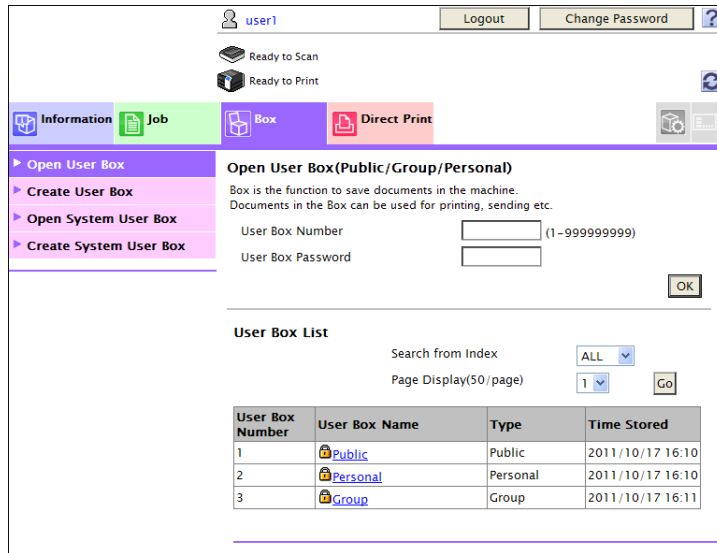 user1
Logout
Change Password
?
Ready to Scan
Ready to Print
Information
Job
Box
Direct Print
Open User Box
Create User Box
Open System User Box
Create System User Box
Open User Box(Public/Group/Personal)
Box is the function to save documents in the machine.
Documents in the Box can be used for printing, sending etc.
User Box Number (1-999999999)
User Box Password
OK
User Box List
Search from Index ALL
Page Display(50/page) 1 Go
User Box Number User Box Name Type Time Stored
1 Public Public 2011/10/17 16:10
2 Personal Personal 2011/10/17 16:10
3 Group Group 2011/10/17 16:11